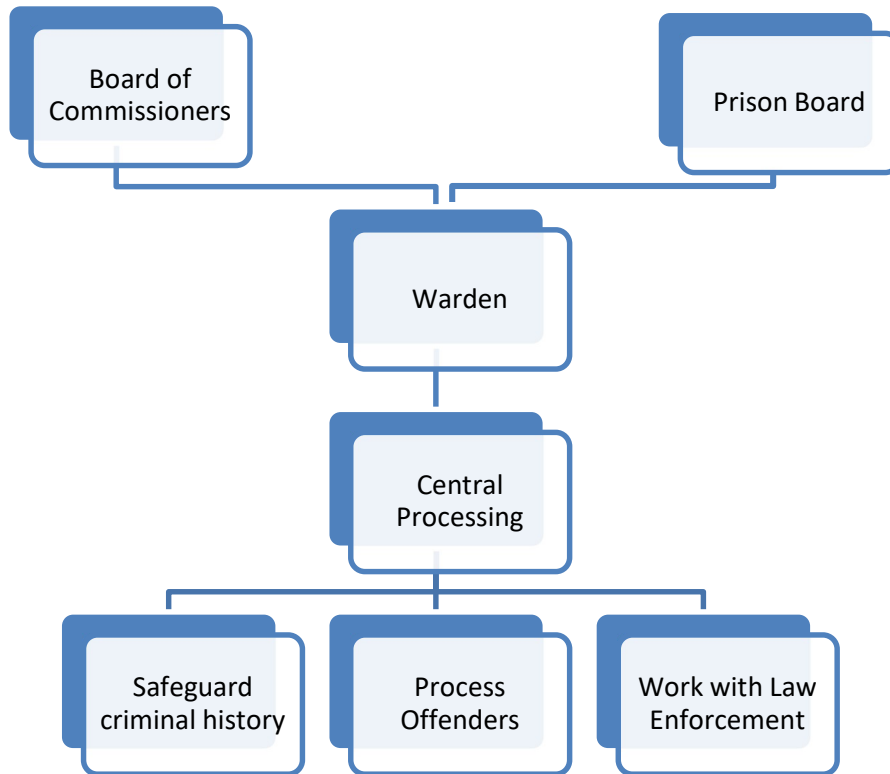 Board of
Commissioners
Prison Board
Warden
Central
Processing
Safeguard
criminal history
Process
Offenders
Work with Law
Enforcement